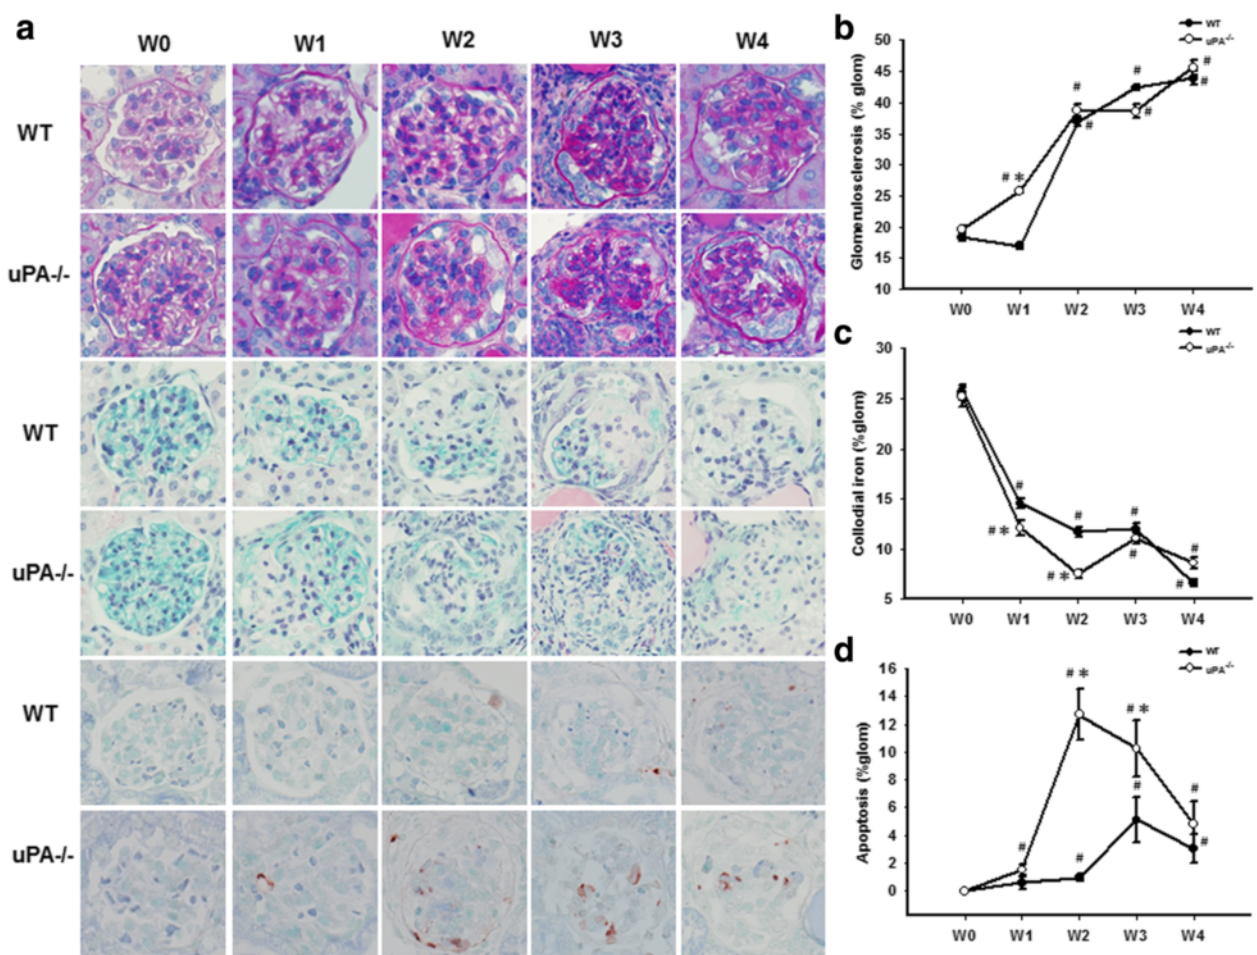 a
W0 W1 W2 W3 W4
WT
uPA-/-
WT
uPA-/-
WT
uPA-/-
b
WT
uPA-/-
Glomerulosclerosis (% glom)
50
45
40
35
30
25
20
15
10
# *
#
#
#
#
#
#
W0 W1 W2 W3 W4
c
WT
uPA-/-
Collodial iron (%glom)
30
25
20
15
10
5
#
# *
#
# *
#
#
#
#
W0 W1 W2 W3 W4
d
WT
uPA-/-
Apoptosis (%glom)
16
14
12
10
8
6
4
2
0
#
# *
#
# *
#
#
#
W0 W1 W2 W3 W4